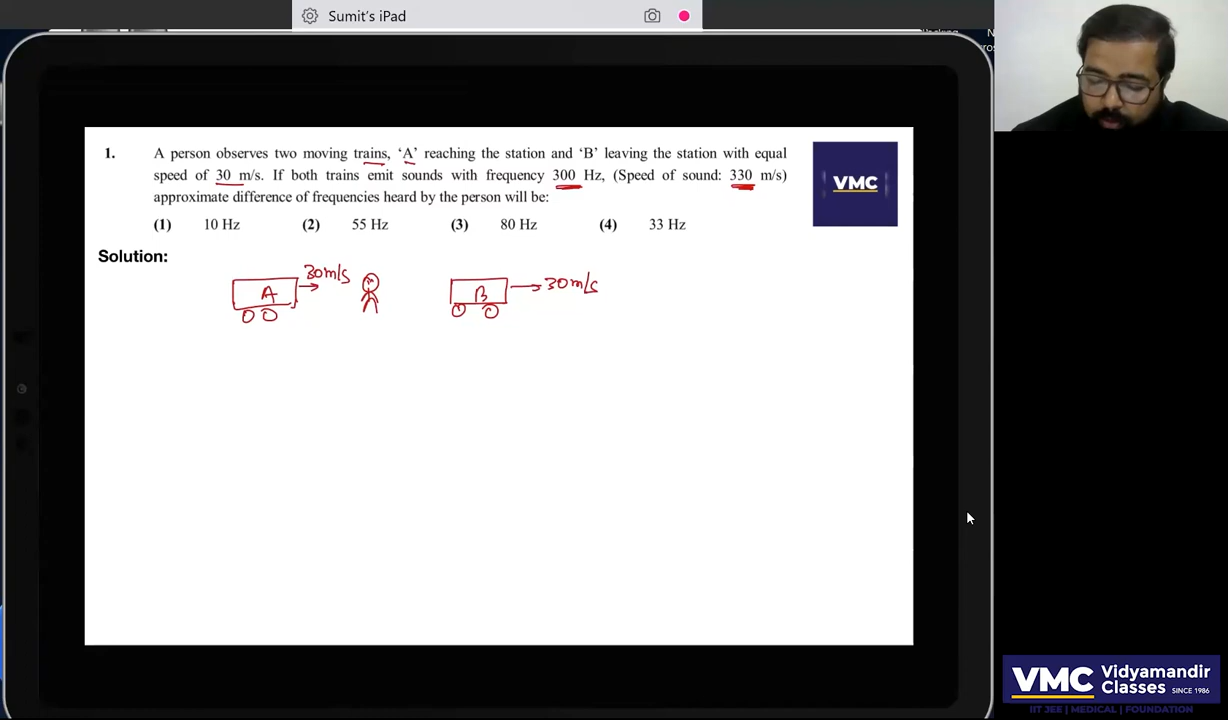 Sumit's iPad
1. A person observes two moving trains, 'A' reaching the station and 'B' leaving the station with equal
speed of 30 m/s. If both trains emit sounds with frequency 300 Hz, (Speed of sound: 330 m/s)
approximate difference of frequencies heard by the person will be:
(1) 10 Hz (2) 55 Hz (3) 80 Hz (4) 33 Hz
VMC
Solution:
A 30m/s B 30m/s
VMC Vidyamandir
Classes SINCE 1986
IIT JEE | MEDICAL | FOUNDATION